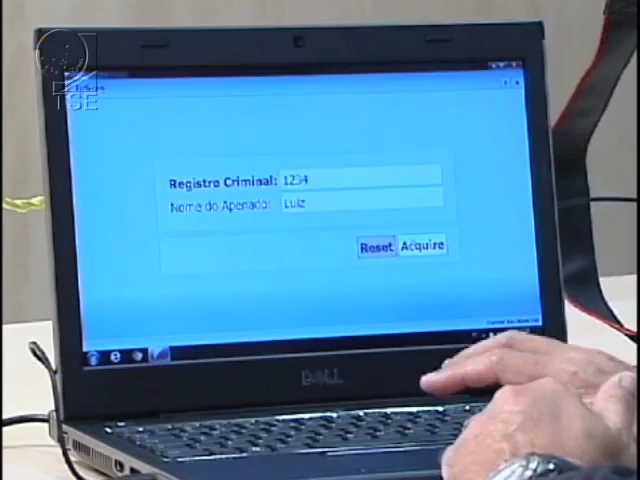 TSE
Registro Criminal: 1234
Nome do Apenado: Luiz
Reset Acquire
DELL